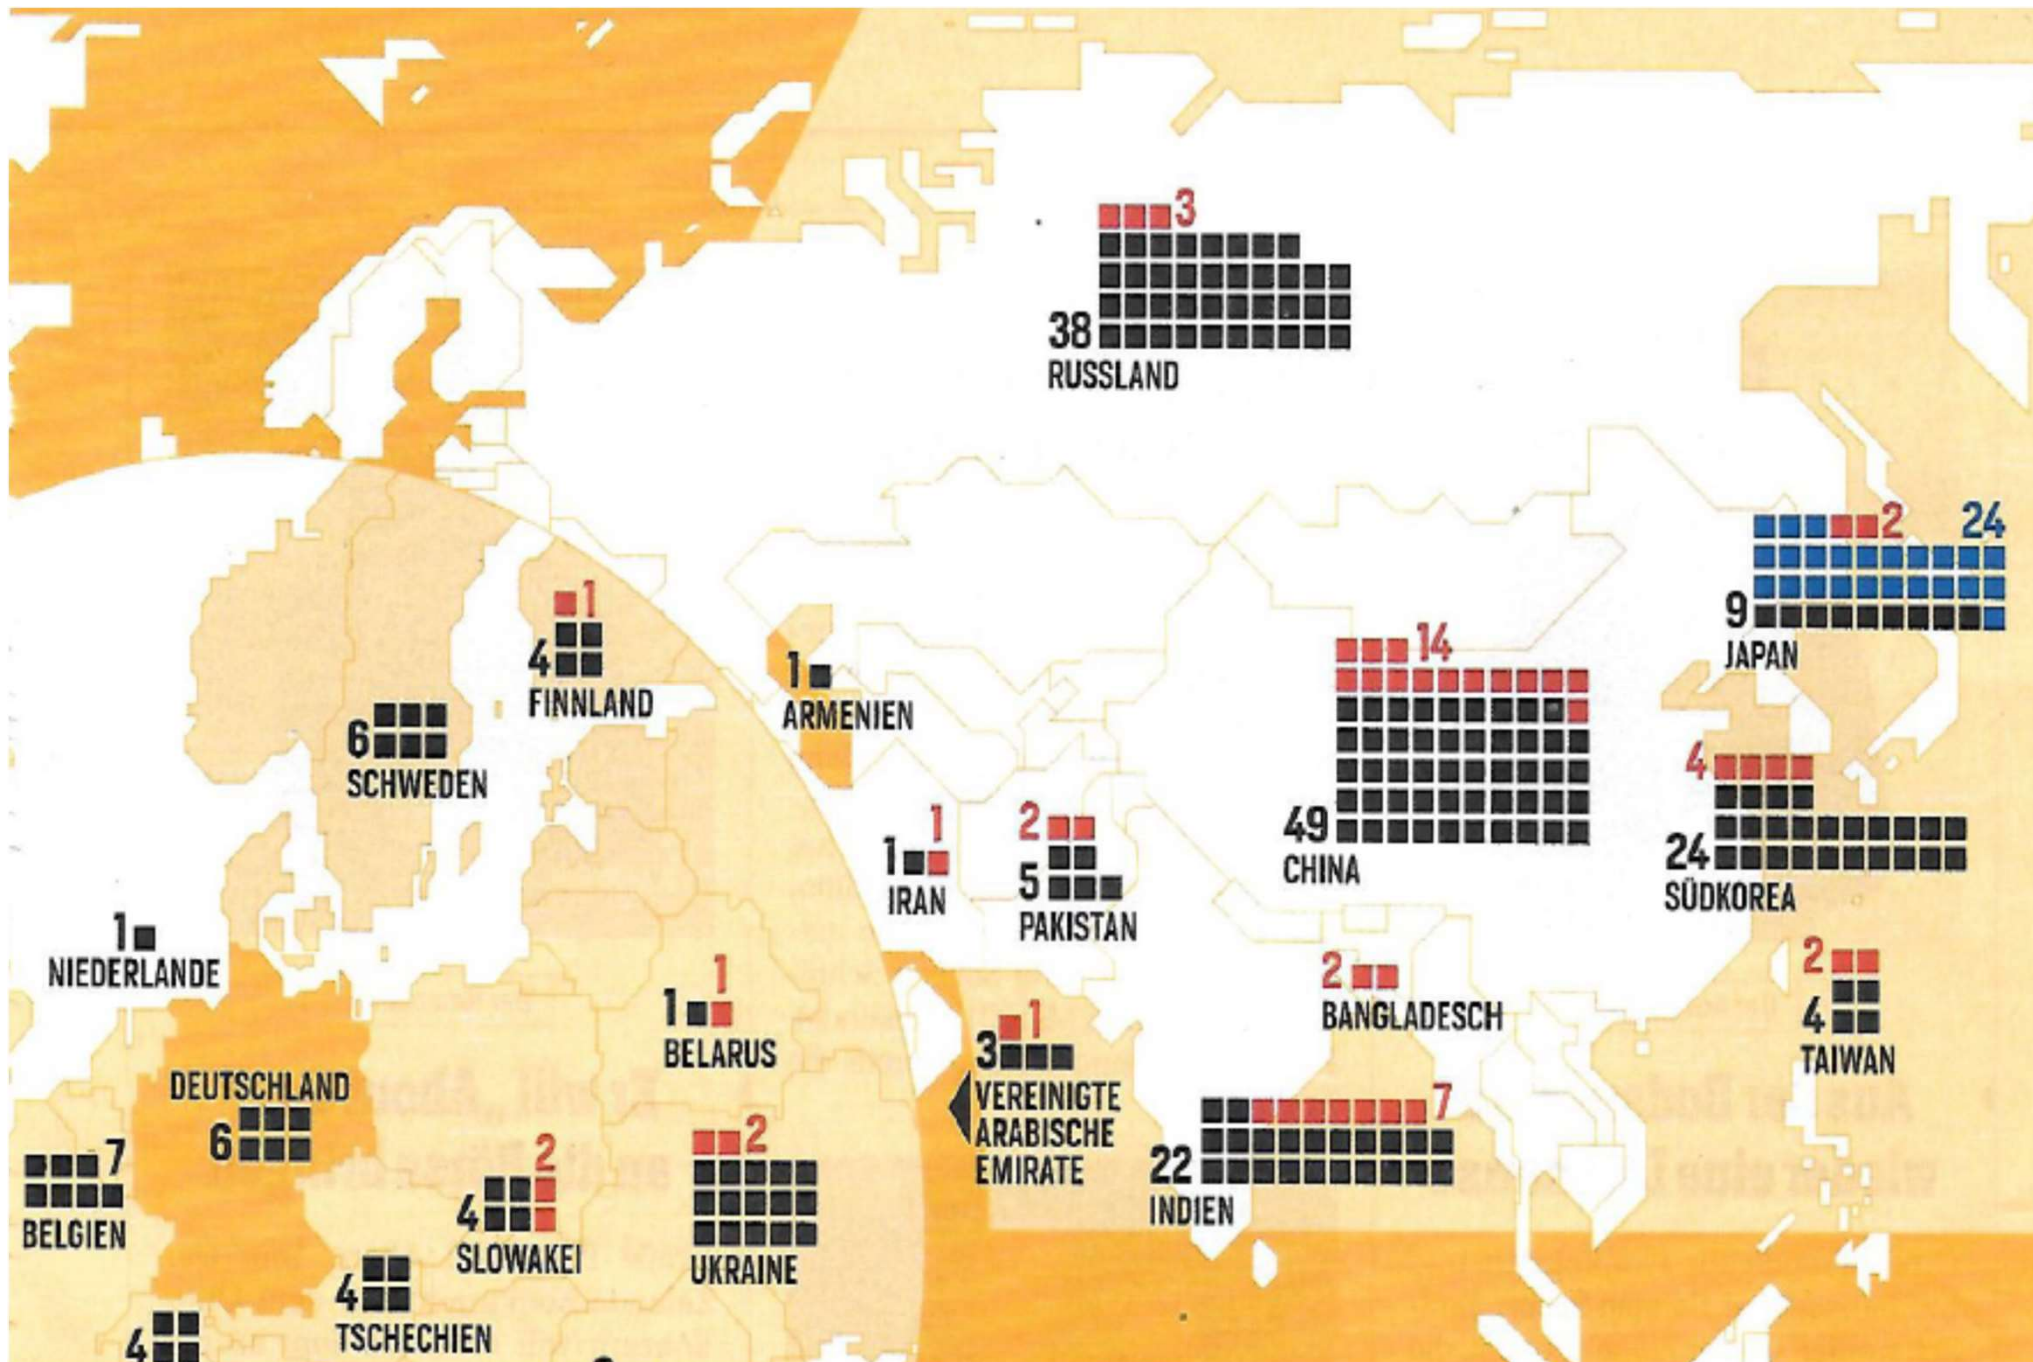 3
38
RUSSLAND
2 24
9
JAPAN
1
4
FINNLAND
1
ARMENIEN
14
49
CHINA
6
SCHWEDEN
4
24
SÜDKOREA
1
1
IRAN
2
5
PAKISTAN
1
NIEDERLANDE
2
BANGLADESCH
2
4
TAIWAN
1
1
BELARUS
1
3
VEREINIGTE
ARABISCHE
EMIRATE
DEUTSCHLAND
6
7
22
INDIEN
7
BELGIEN
2
4
SLOWAKEI
2
UKRAINE
4
TSCHECHIEN
4